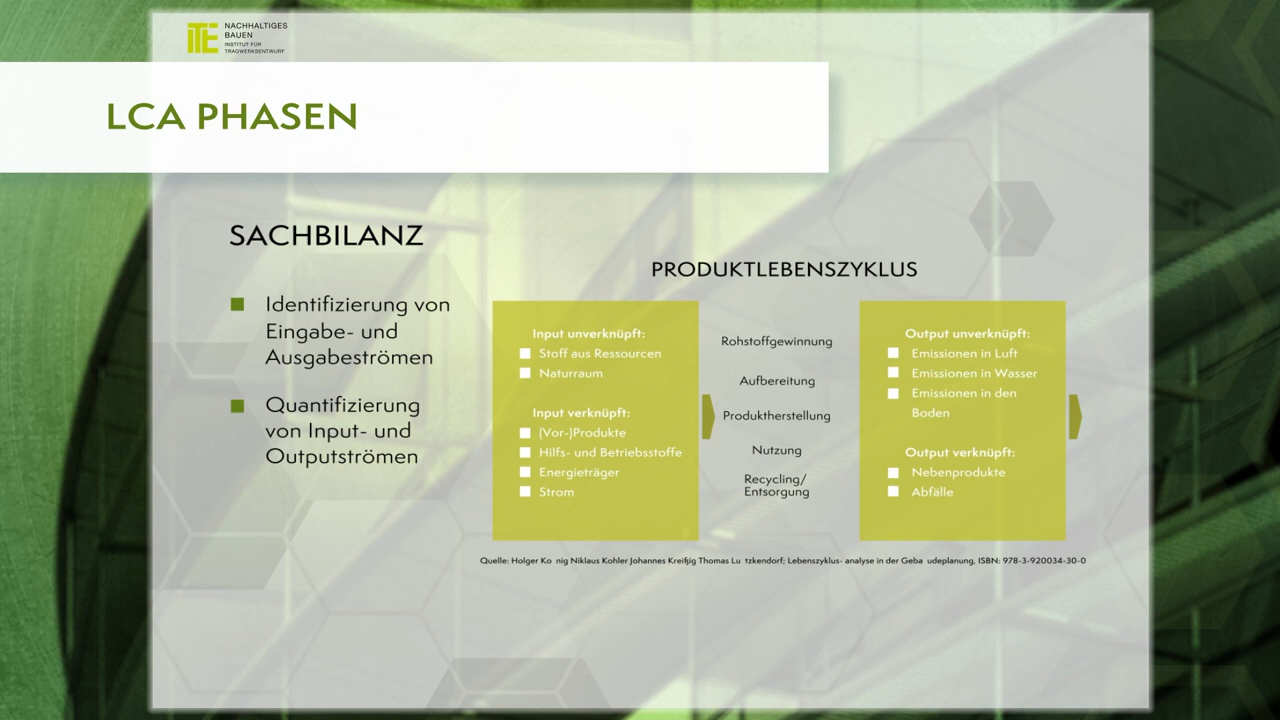 NACHHALTIGES
BAUEN
INSTITUT FÜR
TRAGWERKSENTWURF
ITE
LCA PHASEN
SACHBILANZ
Identifizierung von
Eingabe- und
Ausgabeströmen
Quantifizierung
von Input- und
Outputströmen
PRODUKTLEBENSZYKLUS
Input unverknüpft:
Stoff aus Ressourcen
Naturraum
Input verknüpft:
(Vor-)Produkte
Hilfs- und Betriebsstoffe
Energieträger
Strom
Rohstoffgewinnung
Aufbereitung
Produktherstellung
Nutzung
Recycling/
Entsorgung
Output unverknüpft:
Emissionen in Luft
Emissionen in Wasser
Emissionen in den
Boden
Output verknüpft:
Nebenprodukte
Abfälle
Quelle: Holger Ko nig Niklaus Kohler Johannes Kreißig Thomas Lu tzkendorf; Lebenszyklus- analyse in der Geba udeplanung, ISBN: 978-3-920034-30-0